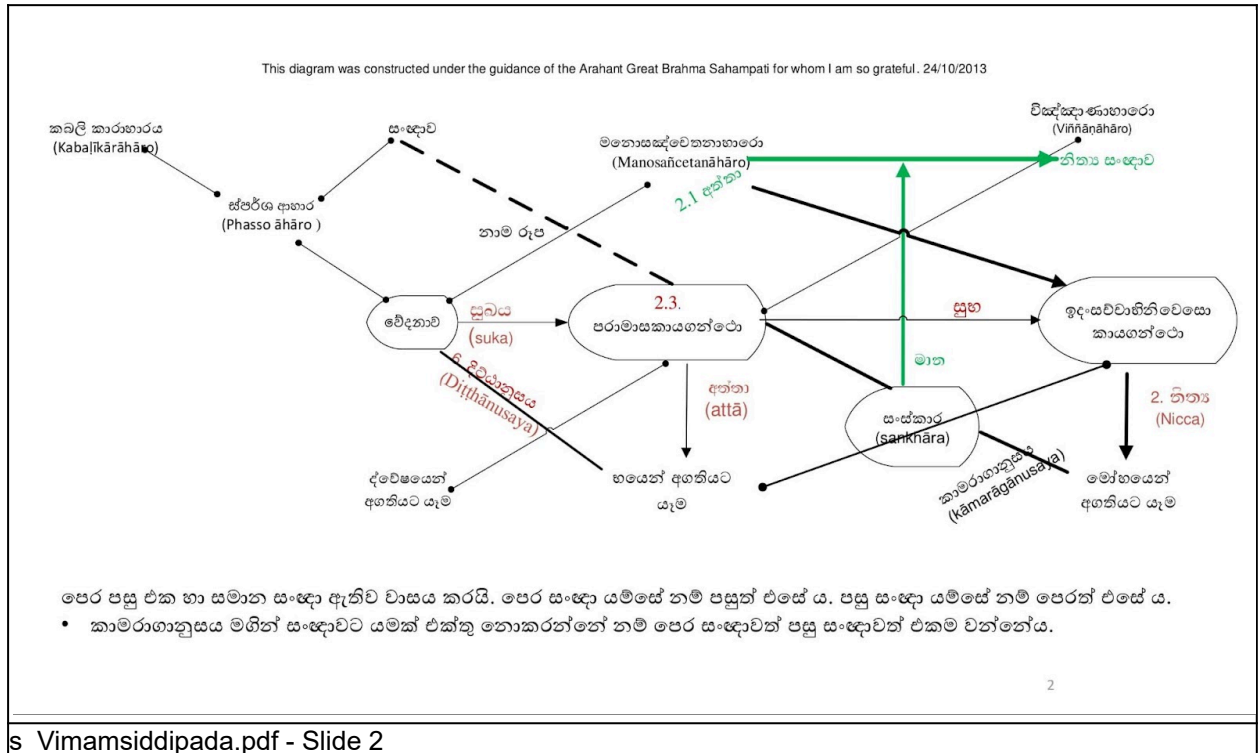 This diagram was constructed under the guidance of the Arahant Great Brahma Sahampati for whom I am so grateful. 24/10/2013
කබලි කාරාහාරය
(Kabaḷīkārāhāro)
සංඥාව
මනොසඤ්චෙතනාහාරො
(Manosañcetanāhāro)
විඤ්ඤාණාහාරො
(Viññāṇāhāro)
නිත්‍ය සංඥාව
2.1 අත්තා
ස්පර්ශ ආහාර
(Phasso āhāro )
නාම රූප
වේදනාව
සුඛය
(suka)
2.3.
පරාමාසකායගන්ථො
සුභ
ඉදංසච්චාභිනිවෙසො
කායගන්ථො
6. දිට්ඨානුසය
(Diṭṭhānusaya)
අත්තා
(attā)
මාන
සංස්කාර
(sankhāra)
2. නිත්‍ය
(Nicca)
ද්වේෂයෙන්
අගතියට යෑම
භයෙන් අගතියට
යෑම
කාමරාගානුසය
(kāmarāgānusaya)
මෝහයෙන්
අගතියට යෑම
පෙර පසු එක හා සමාන සංඥා ඇතිව වාසය කරයි. පෙර සංඥා යම්සේ නම් පසුත් එසේ ය. පසු සංඥා යම්සේ නම් පෙරත් එසේ ය.
• කාමරාගානුසය මගින් සංඥාවට යමක් එක්තු නොකරන්නේ නම් පෙර සංඥාවත් පසු සංඥාවත් එකම වන්නේය.
2
s Vimamsiddipada.pdf - Slide 2